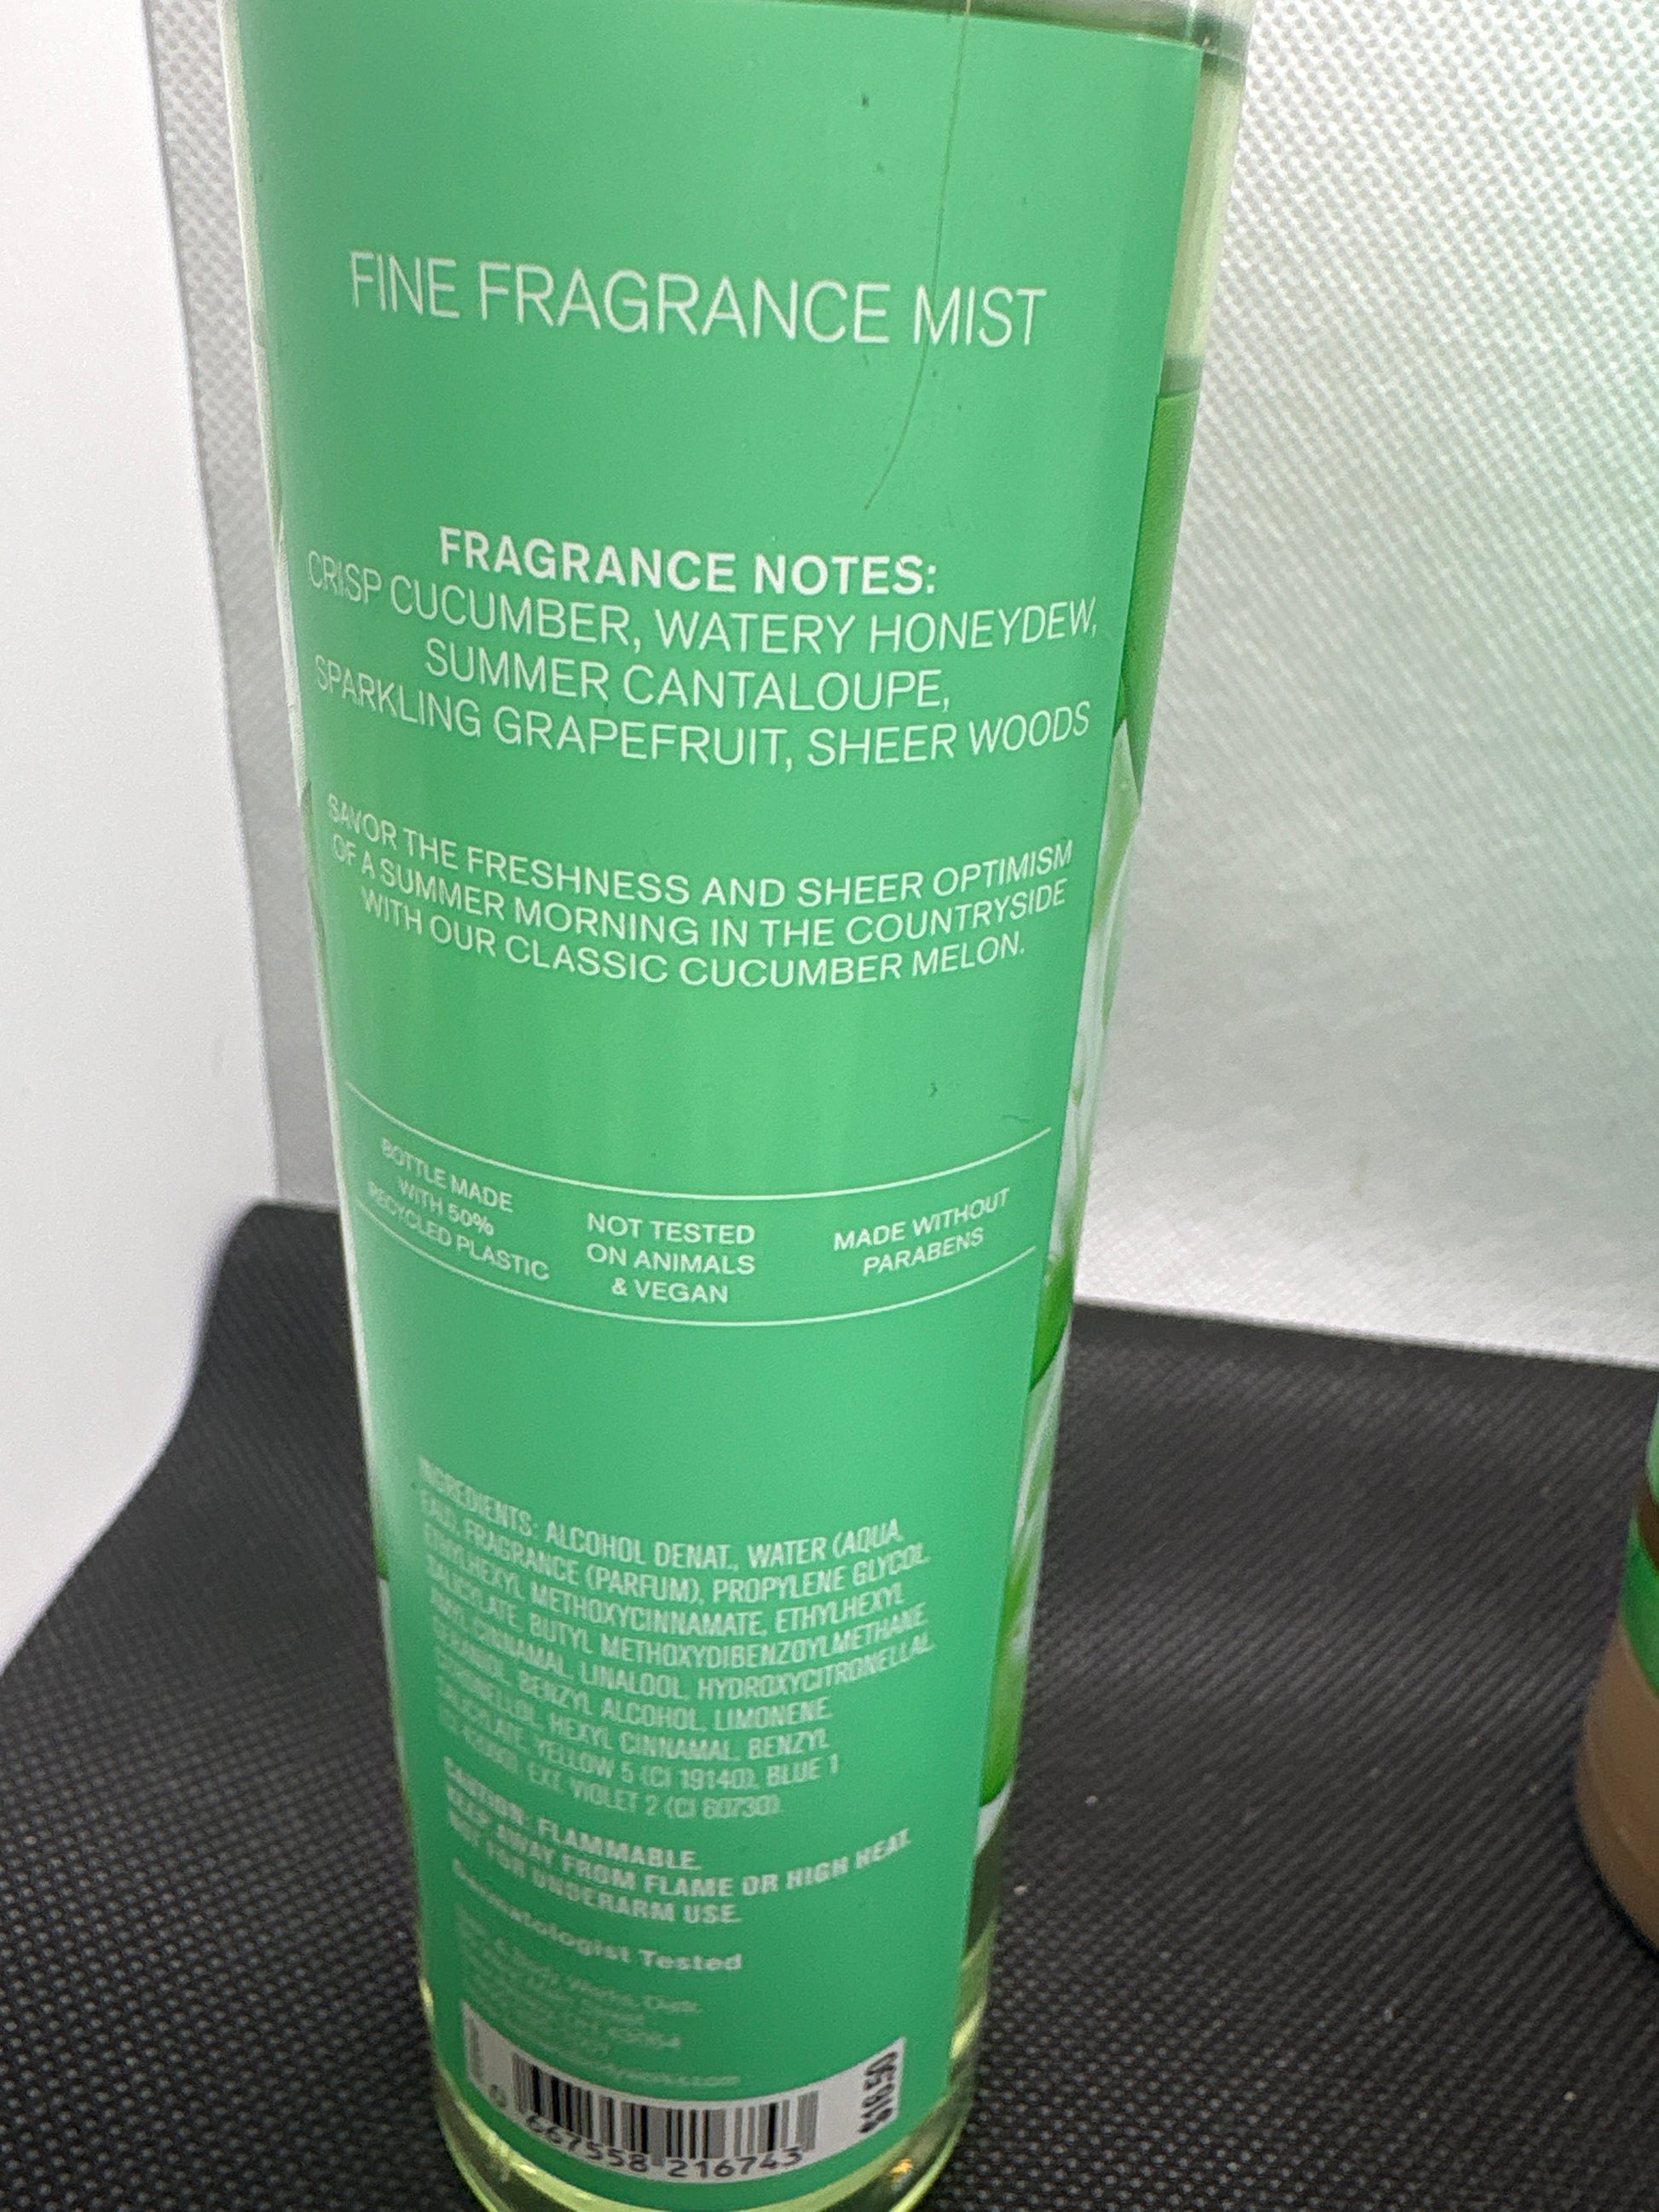 FINE FRAGRANCE MIST
FRAGRANCE NOTES:
CRISP CUCUMBER, WATERY HONEYDEW,
SUMMER CANTALOUPE,
SPARKLING GRAPEFRUIT, SHEER WOODS
SAVOR THE FRESHNESS AND SHEER OPTIMISM
OF A SUMMER MORNING IN THE COUNTRYSIDE
WITH OUR CLASSIC CUCUMBER MELON.
BOTTLE MADE
WITH 50%
RECYCLED PLASTIC
NOT TESTED
ON ANIMALS
& VEGAN
MADE WITHOUT
PARABENS
INGREDIENTS: ALCOHOL DENAT., WATER (AQUA,
EAU), FRAGRANCE (PARFUM), PROPYLENE GLYCOL,
ETHYLHEXYL METHOXYCINNAMATE, ETHYLHEXYL
SALICYLATE, BUTYL METHOXYDIBENZOYLMETHANE,
AMYL CINNAMAL, LINALOOL, HYDROXYCITRONELLAL,
GERANIOL, BENZYL ALCOHOL, LIMONENE,
CITRONELLOL, HEXYL CINNAMAL, BENZYL
SALICYLATE, YELLOW 5 (CI 19140), BLUE 1
(CI 42090), EXT. VIOLET 2 (CI 60730).
CAUTION: FLAMMABLE.
KEEP AWAY FROM FLAME OR HIGH HEAT.
NOT FOR UNDERARM USE.
Dermatologist Tested
Body Works, Distr.
667558 216743